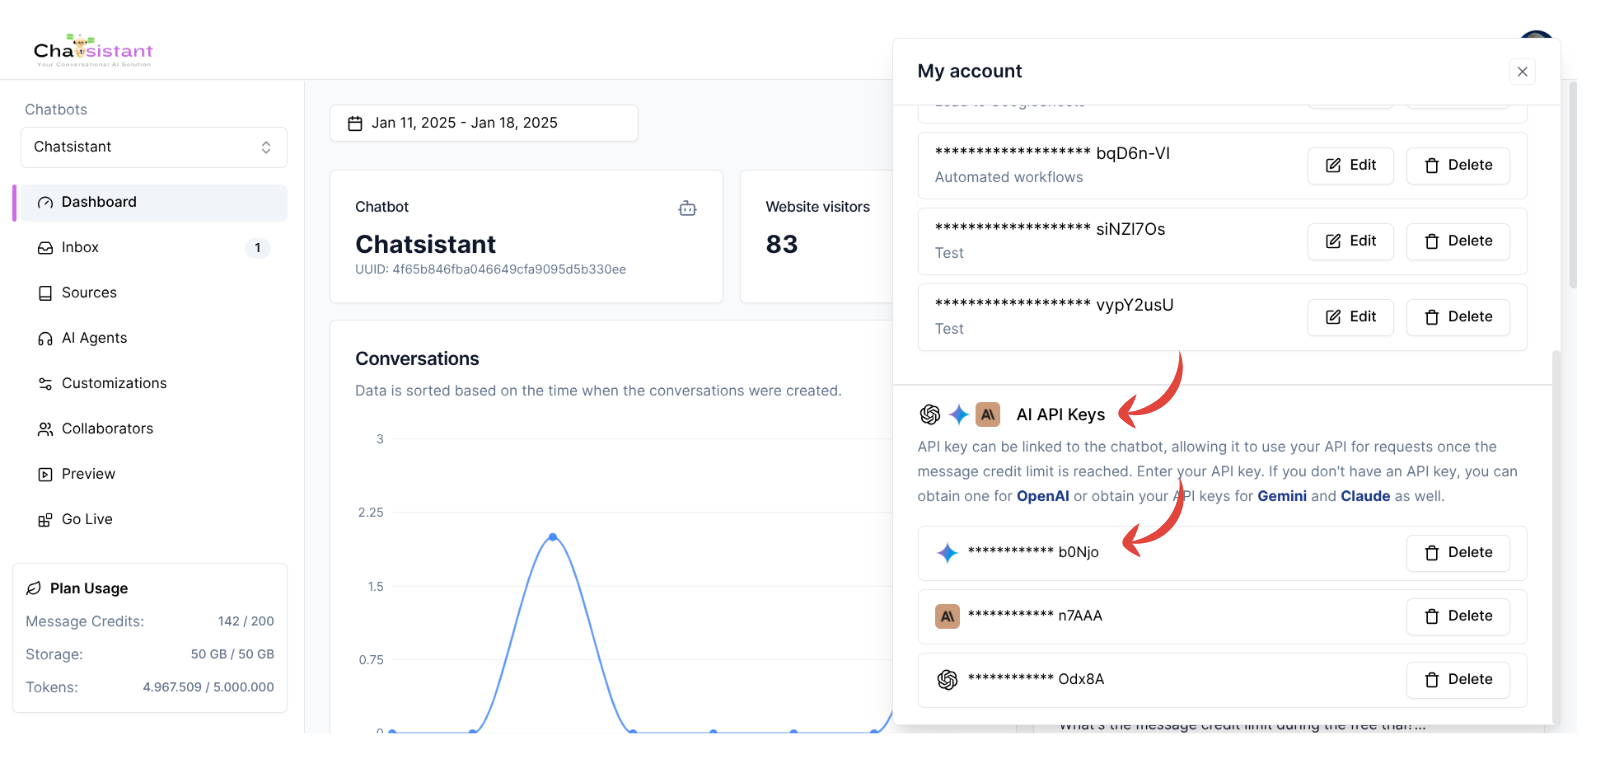 Chatsistant
Your Conversational AI Solution
Chatbots
Chatsistant
Dashboard
Inbox
1
Sources
AI Agents
Customizations
Collaborators
Preview
Go Live
Plan Usage
Message Credits: 142 / 200
Storage: 50 GB / 50 GB
Tokens: 4.967.509 / 5.000.000
Jan 11, 2025 - Jan 18, 2025
Chatbot
Chatsistant
UUID: 4f65b846fba046649cfa9095d5b330ee
Website visitors
83
Conversations
Data is sorted based on the time when the conversations were created.
3
2.25
1.5
0.75
0
My account
Lead to GoogleSheets
******************* bqD6n-VI
Automated workflows
Edit
Delete
******************* siNZI7Os
Test
Edit
Delete
******************* vypY2usU
Test
Edit
Delete
AI API Keys
API key can be linked to the chatbot, allowing it to use your API for requests once the
message credit limit is reached. Enter your API key. If you don't have an API key, you can
obtain one for OpenAI or obtain your API keys for Gemini and Claude as well.
************ b0Njo
Delete
************ n7AAA
Delete
************ Odx8A
Delete
What's the message credit limit during the free trial?...